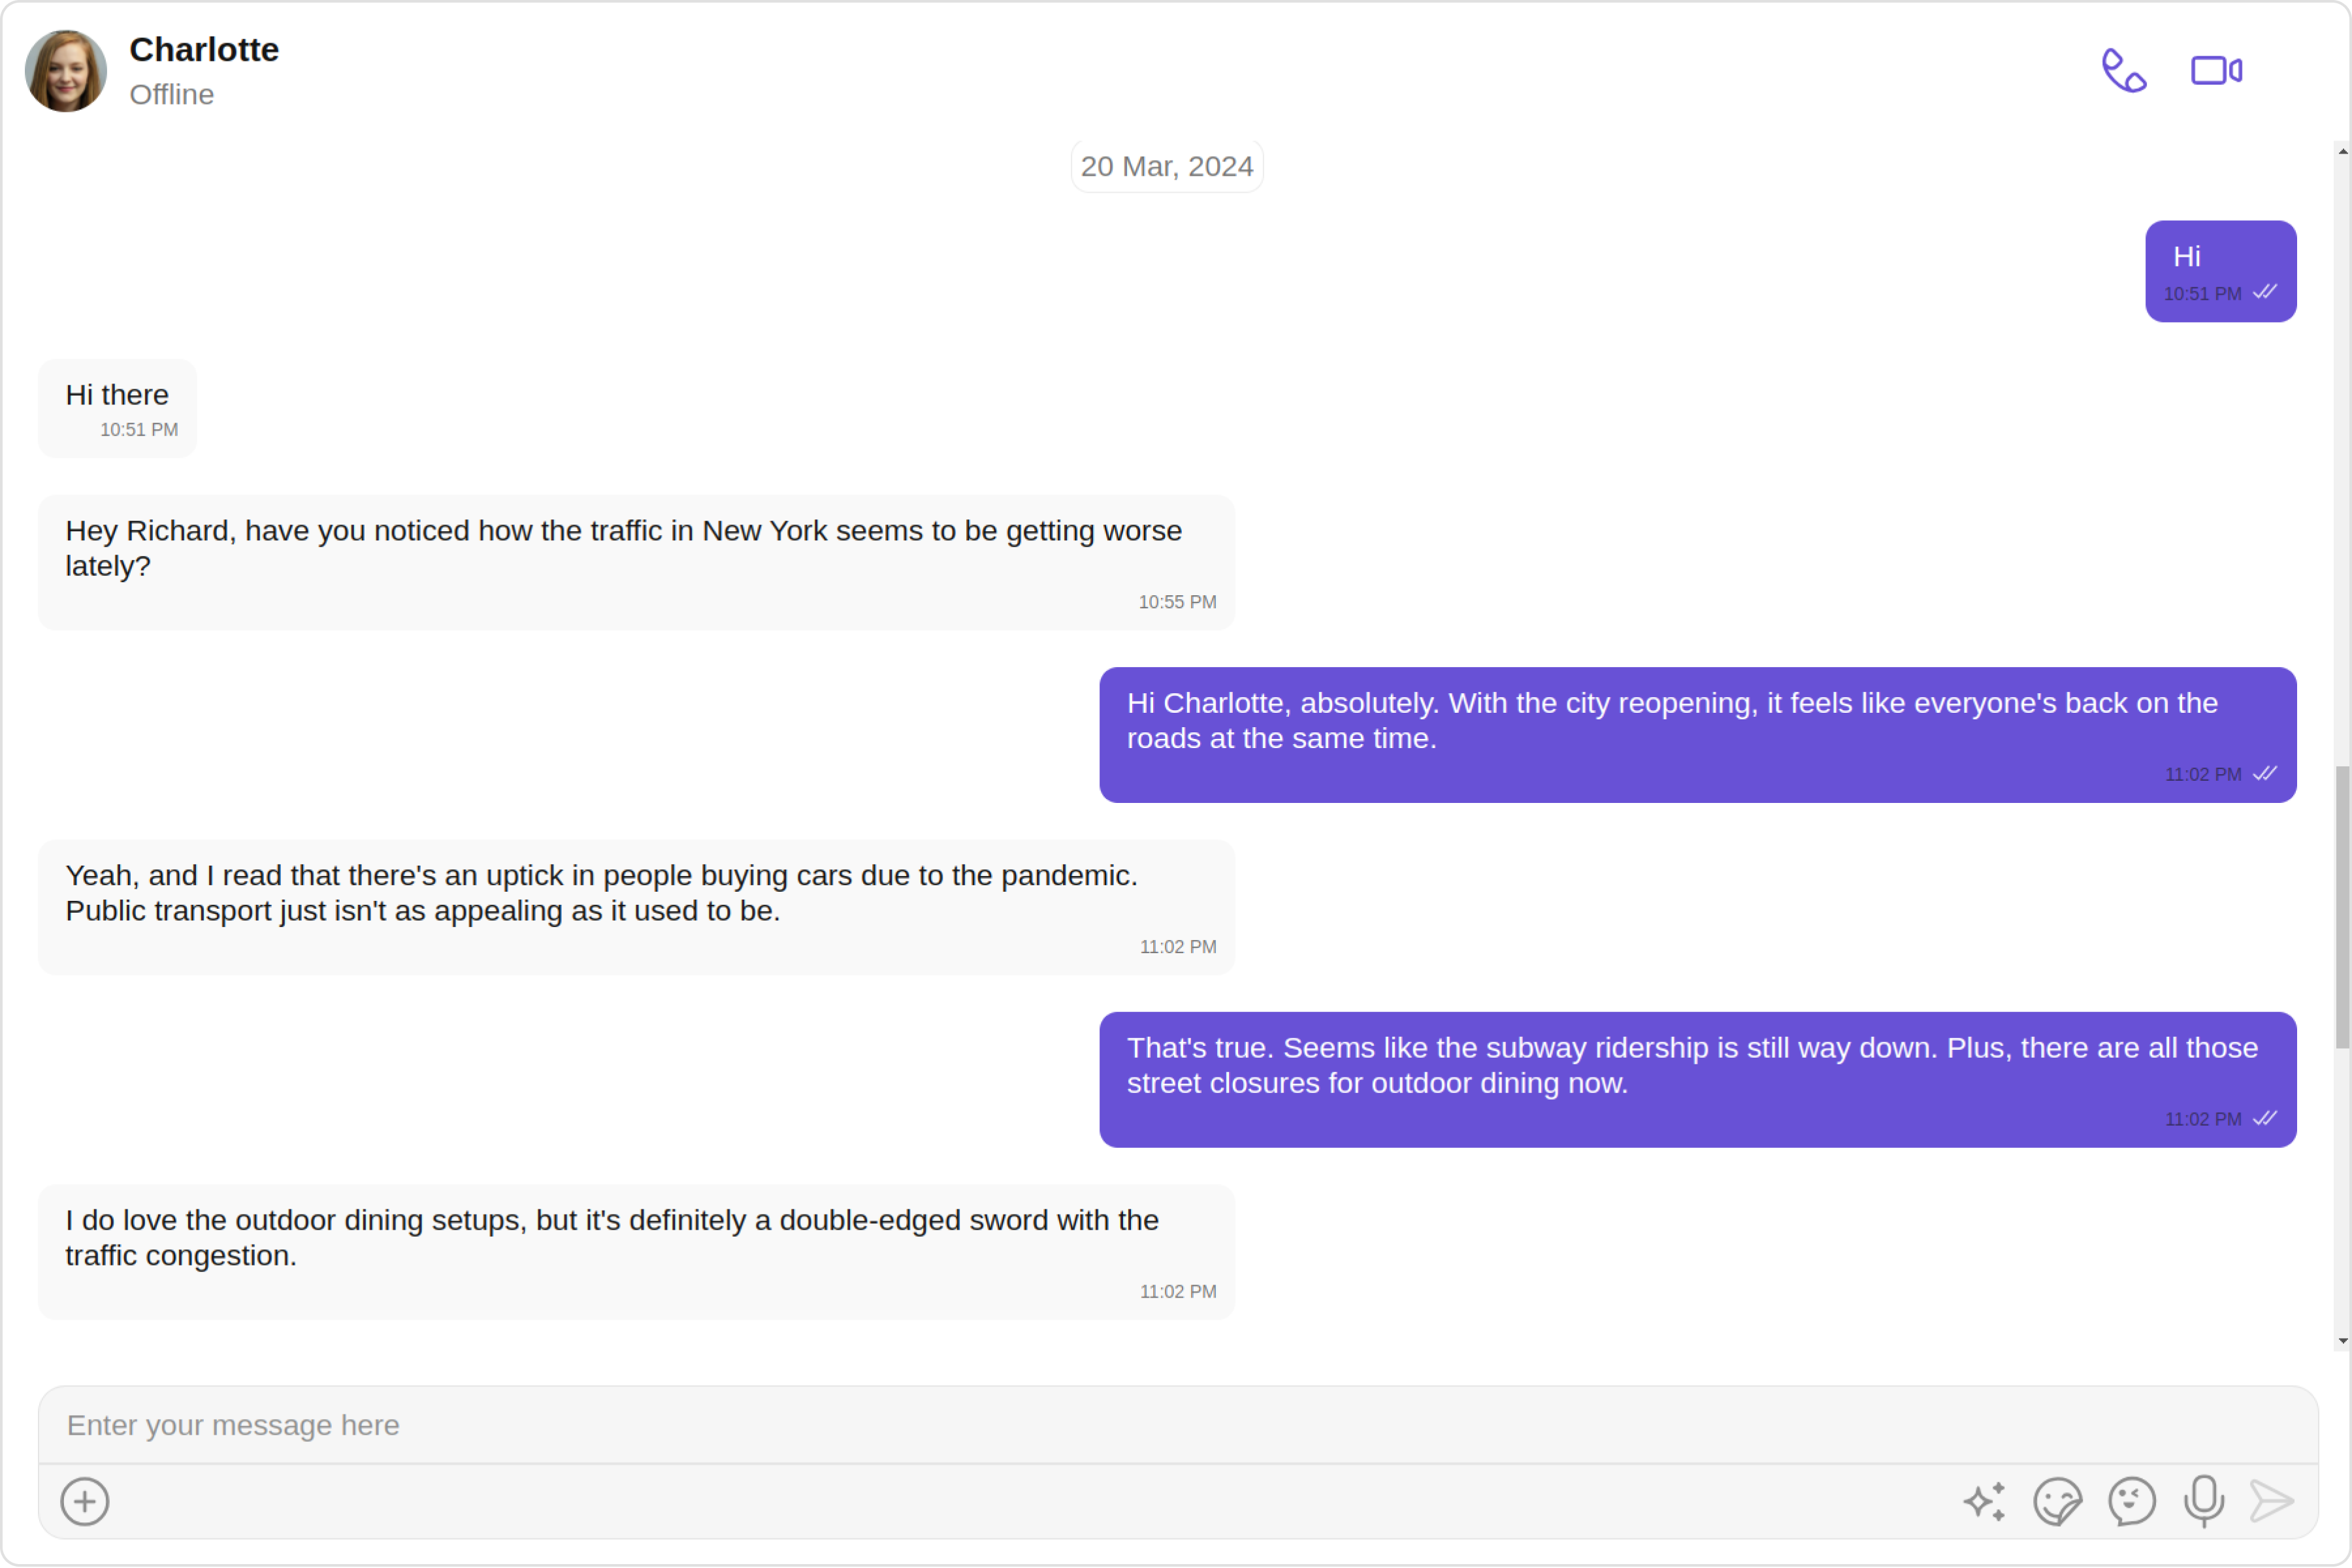 Charlotte
Offline
20 Mar, 2024
Hi
10:51 PM
Hi there
10:51 PM
Hey Richard, have you noticed how the traffic in New York seems to be getting worse
lately?
10:55 PM
Hi Charlotte, absolutely. With the city reopening, it feels like everyone's back on the
roads at the same time.
11:02 PM
Yeah, and I read that there's an uptick in people buying cars due to the pandemic.
Public transport just isn't as appealing as it used to be.
11:02 PM
That's true. Seems like the subway ridership is still way down. Plus, there are all those
street closures for outdoor dining now.
11:02 PM
I do love the outdoor dining setups, but it's definitely a double-edged sword with the
traffic congestion.
11:02 PM
Enter your message here